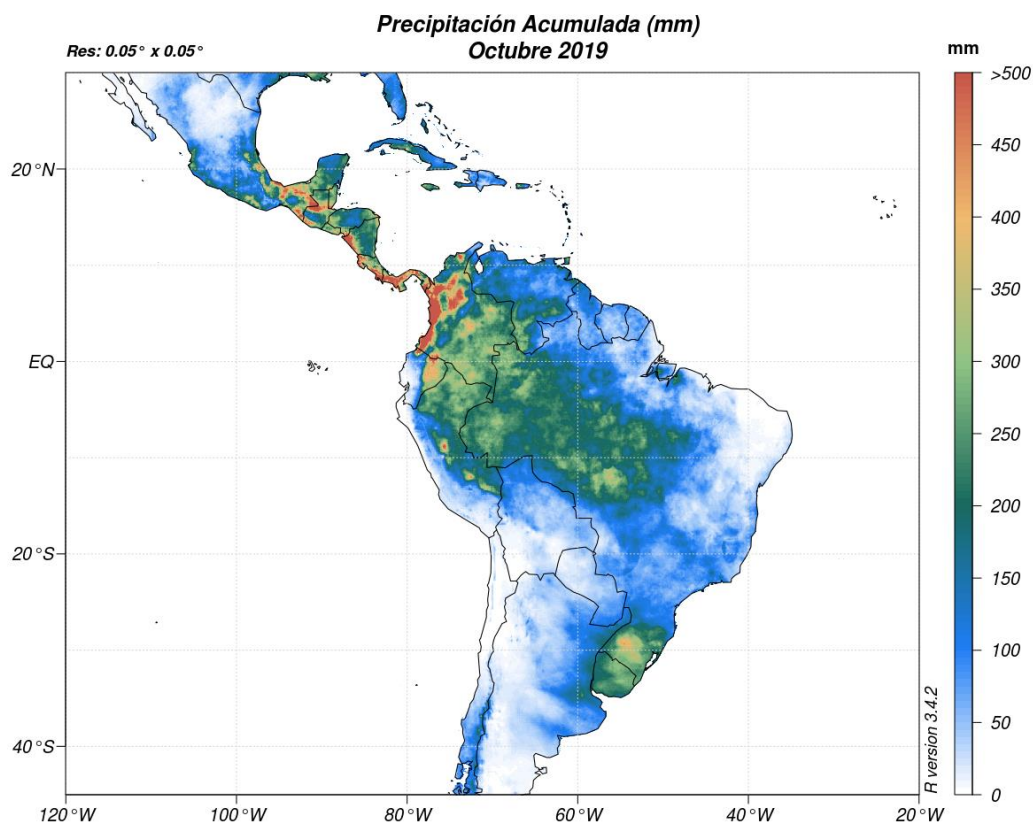 Precipitación Acumulada (mm)
Octubre 2019
Res: 0.05° x 0.05°
mm
>500
450
400
350
300
250
200
150
100
50
0
20°N
EQ
20°S
40°S
120°W
100°W
80°W
60°W
40°W
20°W
R version 3.4.2